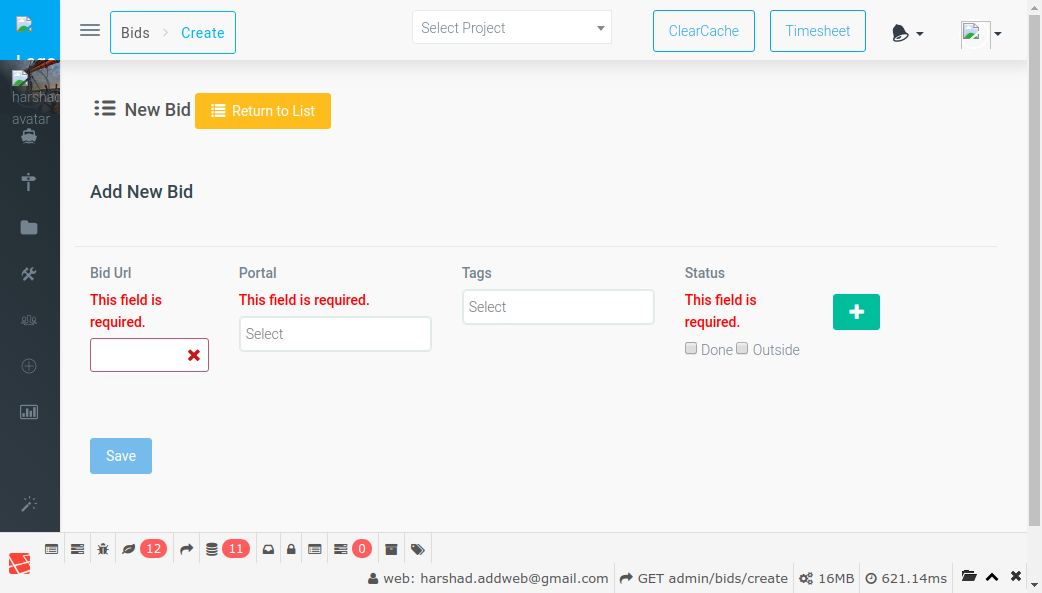 Bids
Create
Select Project
ClearCache
Timesheet
harshad
avatar
New Bid
Return to List
Add New Bid
Bid Url
Portal
Tags
Status
This field is
required.
This field is required.
Select
Select
This field is
required.
Done
Outside
Save
12
11
0
web: harshad.addweb@gmail.com
GET admin/bids/create
16MB
621.14ms